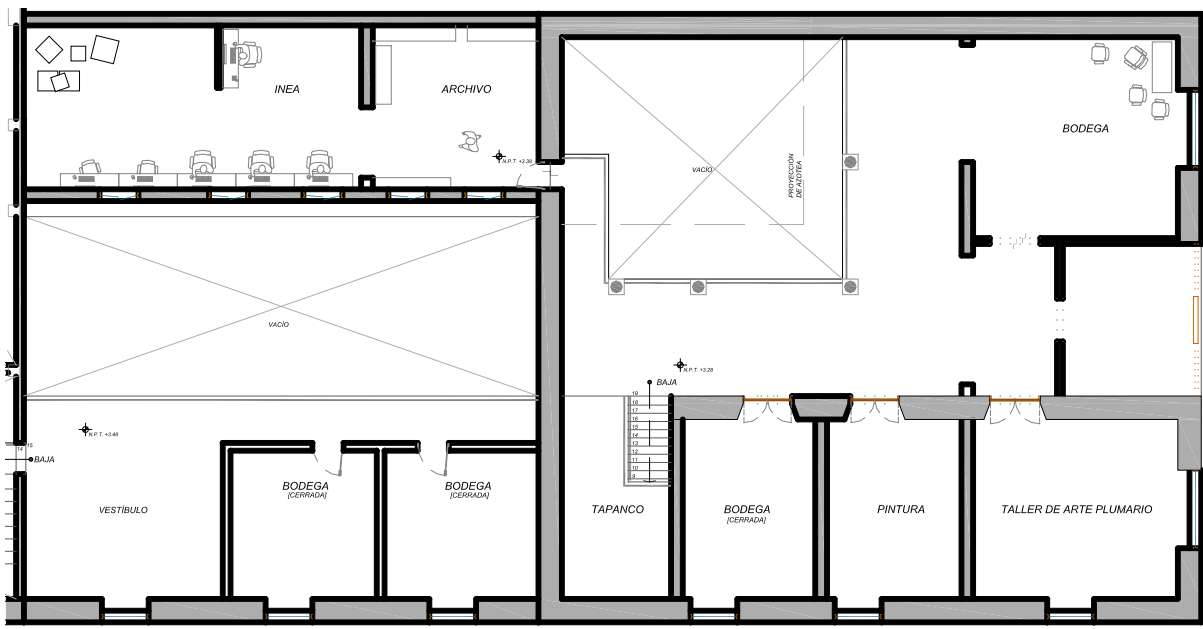 INEA
ARCHIVO
N.P.T. +2.38
BODEGA
VACÍO
PROYECCIÓN
DE AZOTEA
VACÍO
N.P.T. +3.28
BAJA
19
18
17
16
15
14
13
12
11
10
9
N.P.T. +3.48
15
14
BAJA
VESTÍBULO
BODEGA
[CERRADA]
BODEGA
[CERRADA]
TAPANCO
BODEGA
[CERRADA]
PINTURA
TALLER DE ARTE PLUMARIO